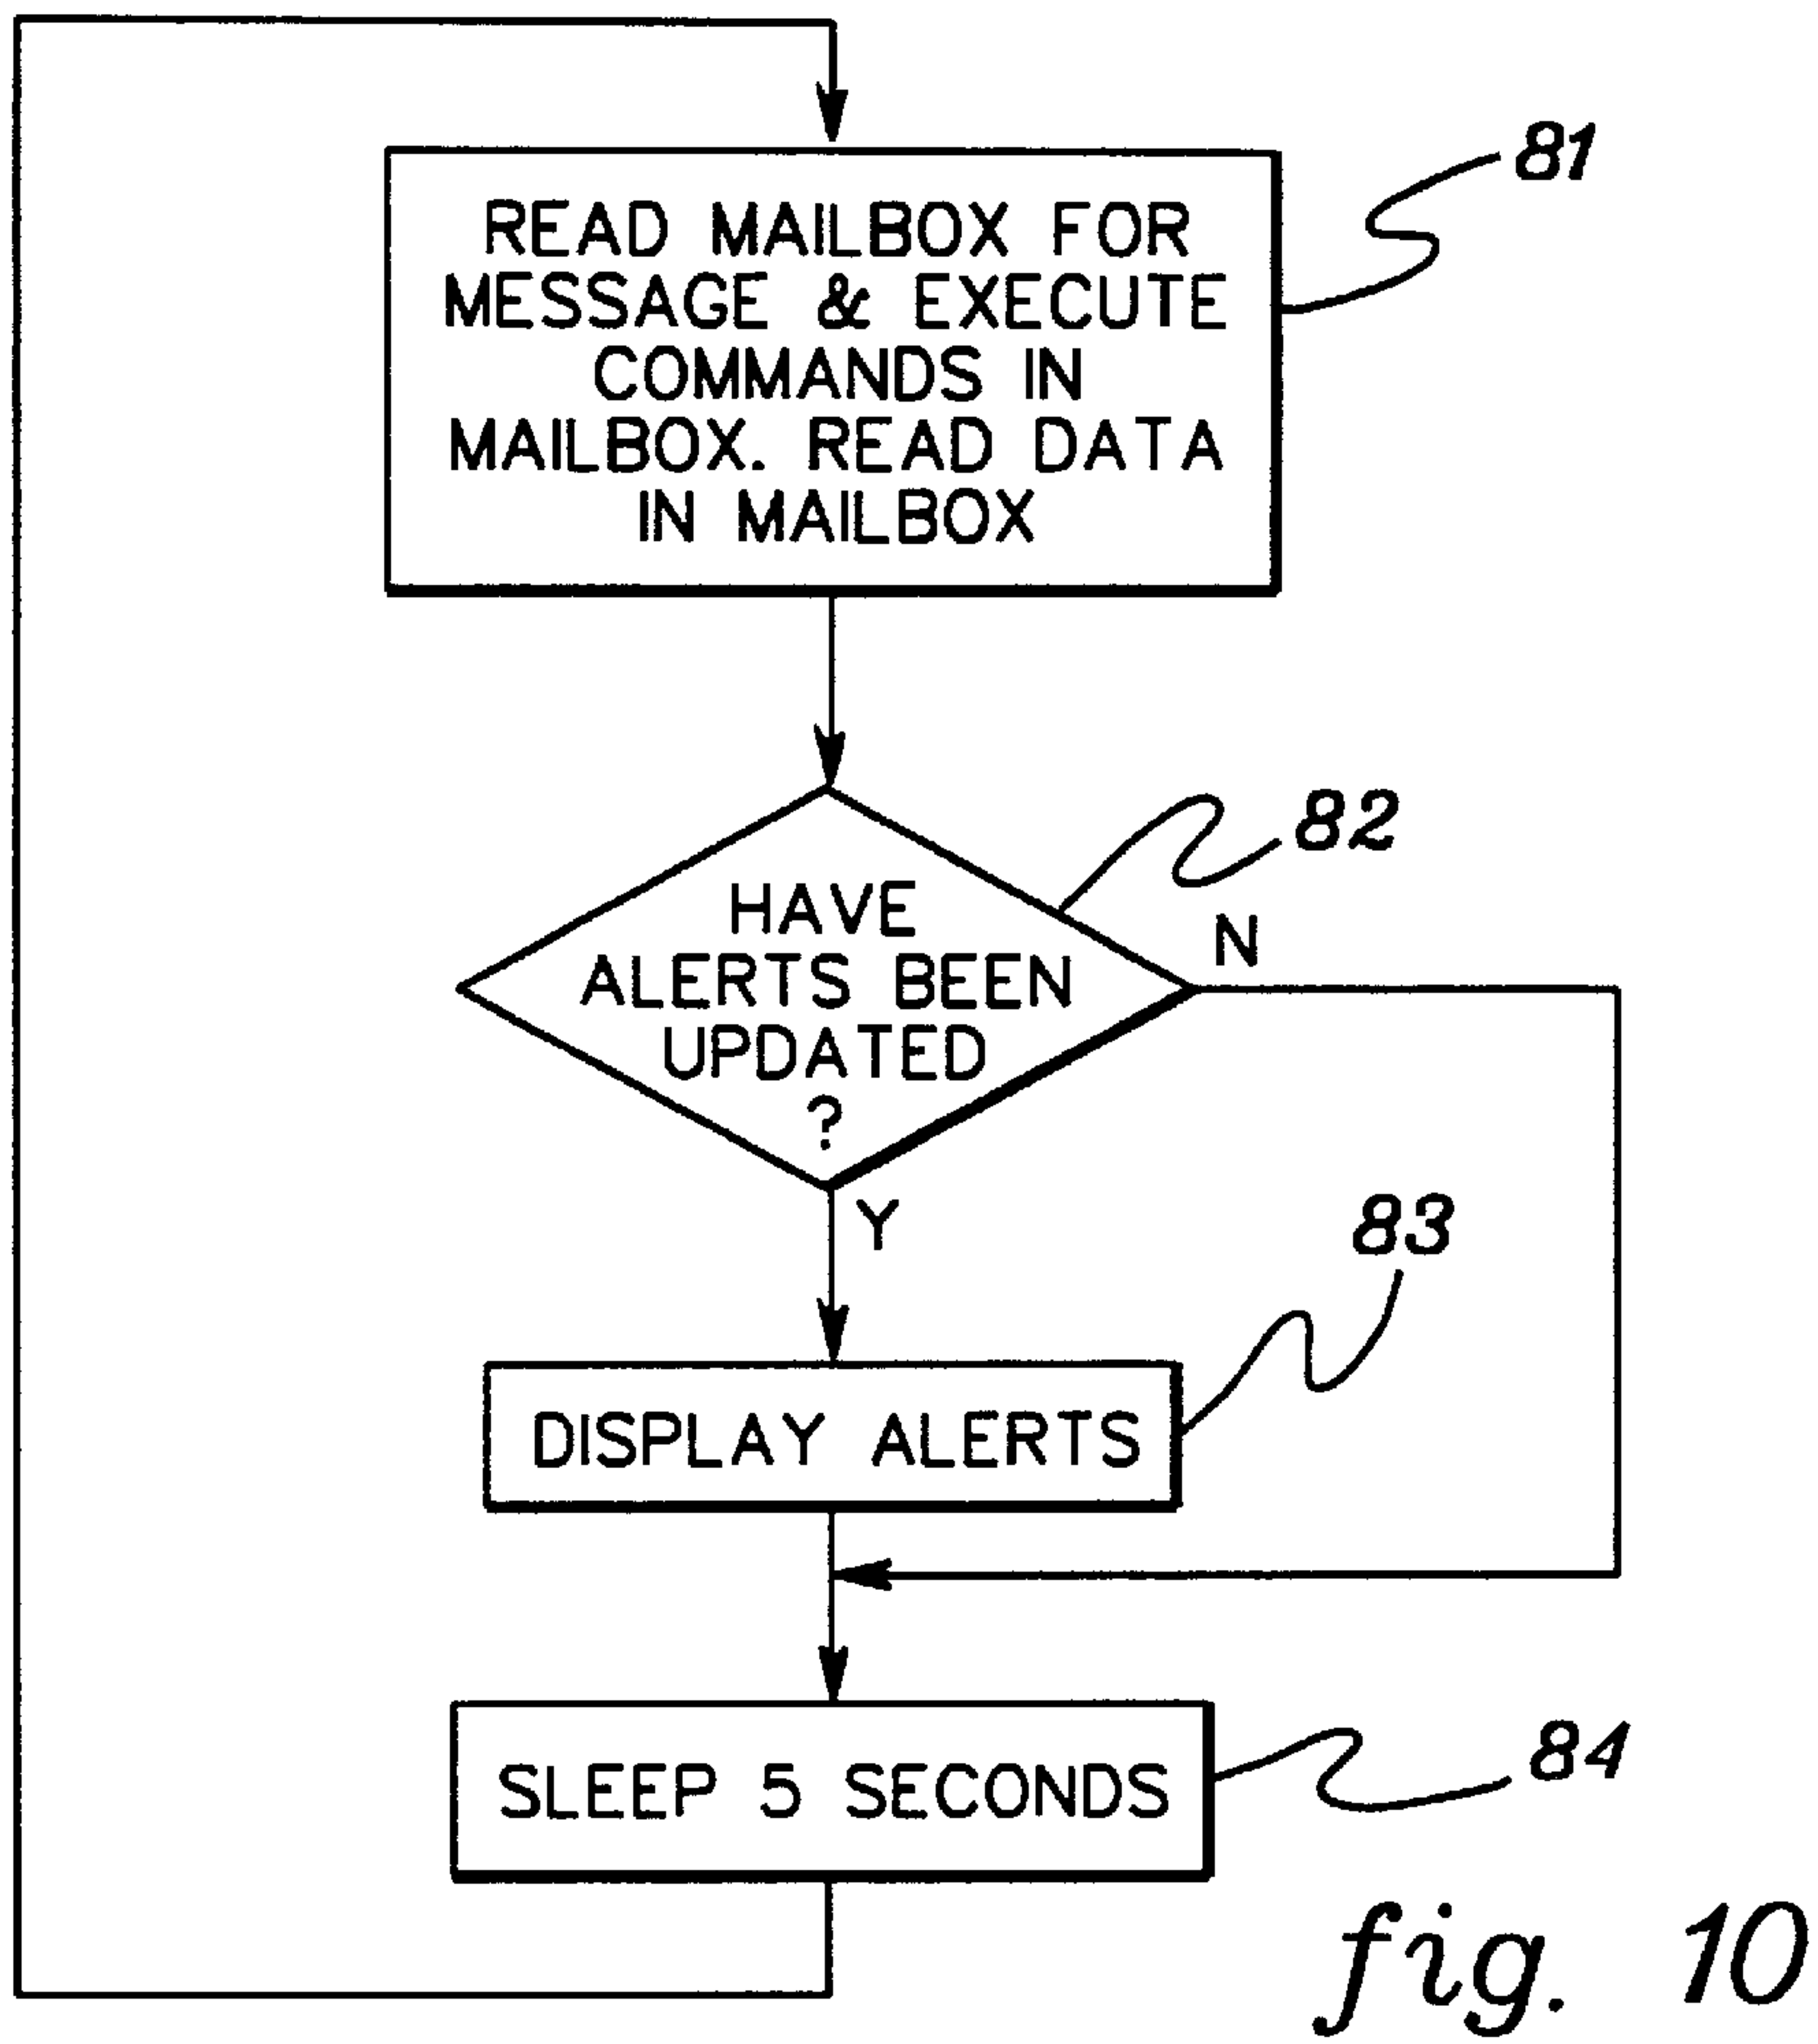 READ MAILBOX FOR
MESSAGE & EXECUTE
COMMANDS IN
MAILBOX. READ DATA
IN MAILBOX
81
HAVE
ALERTS BEEN
UPDATED
?
82
N
Y
83
DISPLAY ALERTS
SLEEP 5 SECONDS
84
fig. 10